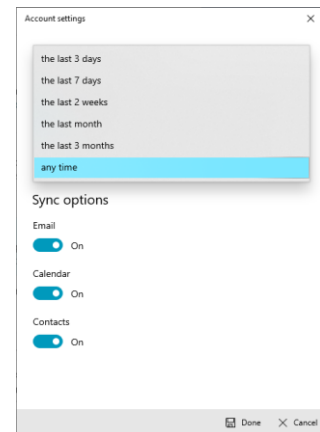 Account settings
the last 3 days
the last 7 days
the last 2 weeks
the last month
the last 3 months
any time
Sync options
Email
On
Calendar
On
Contacts
On
Done Cancel